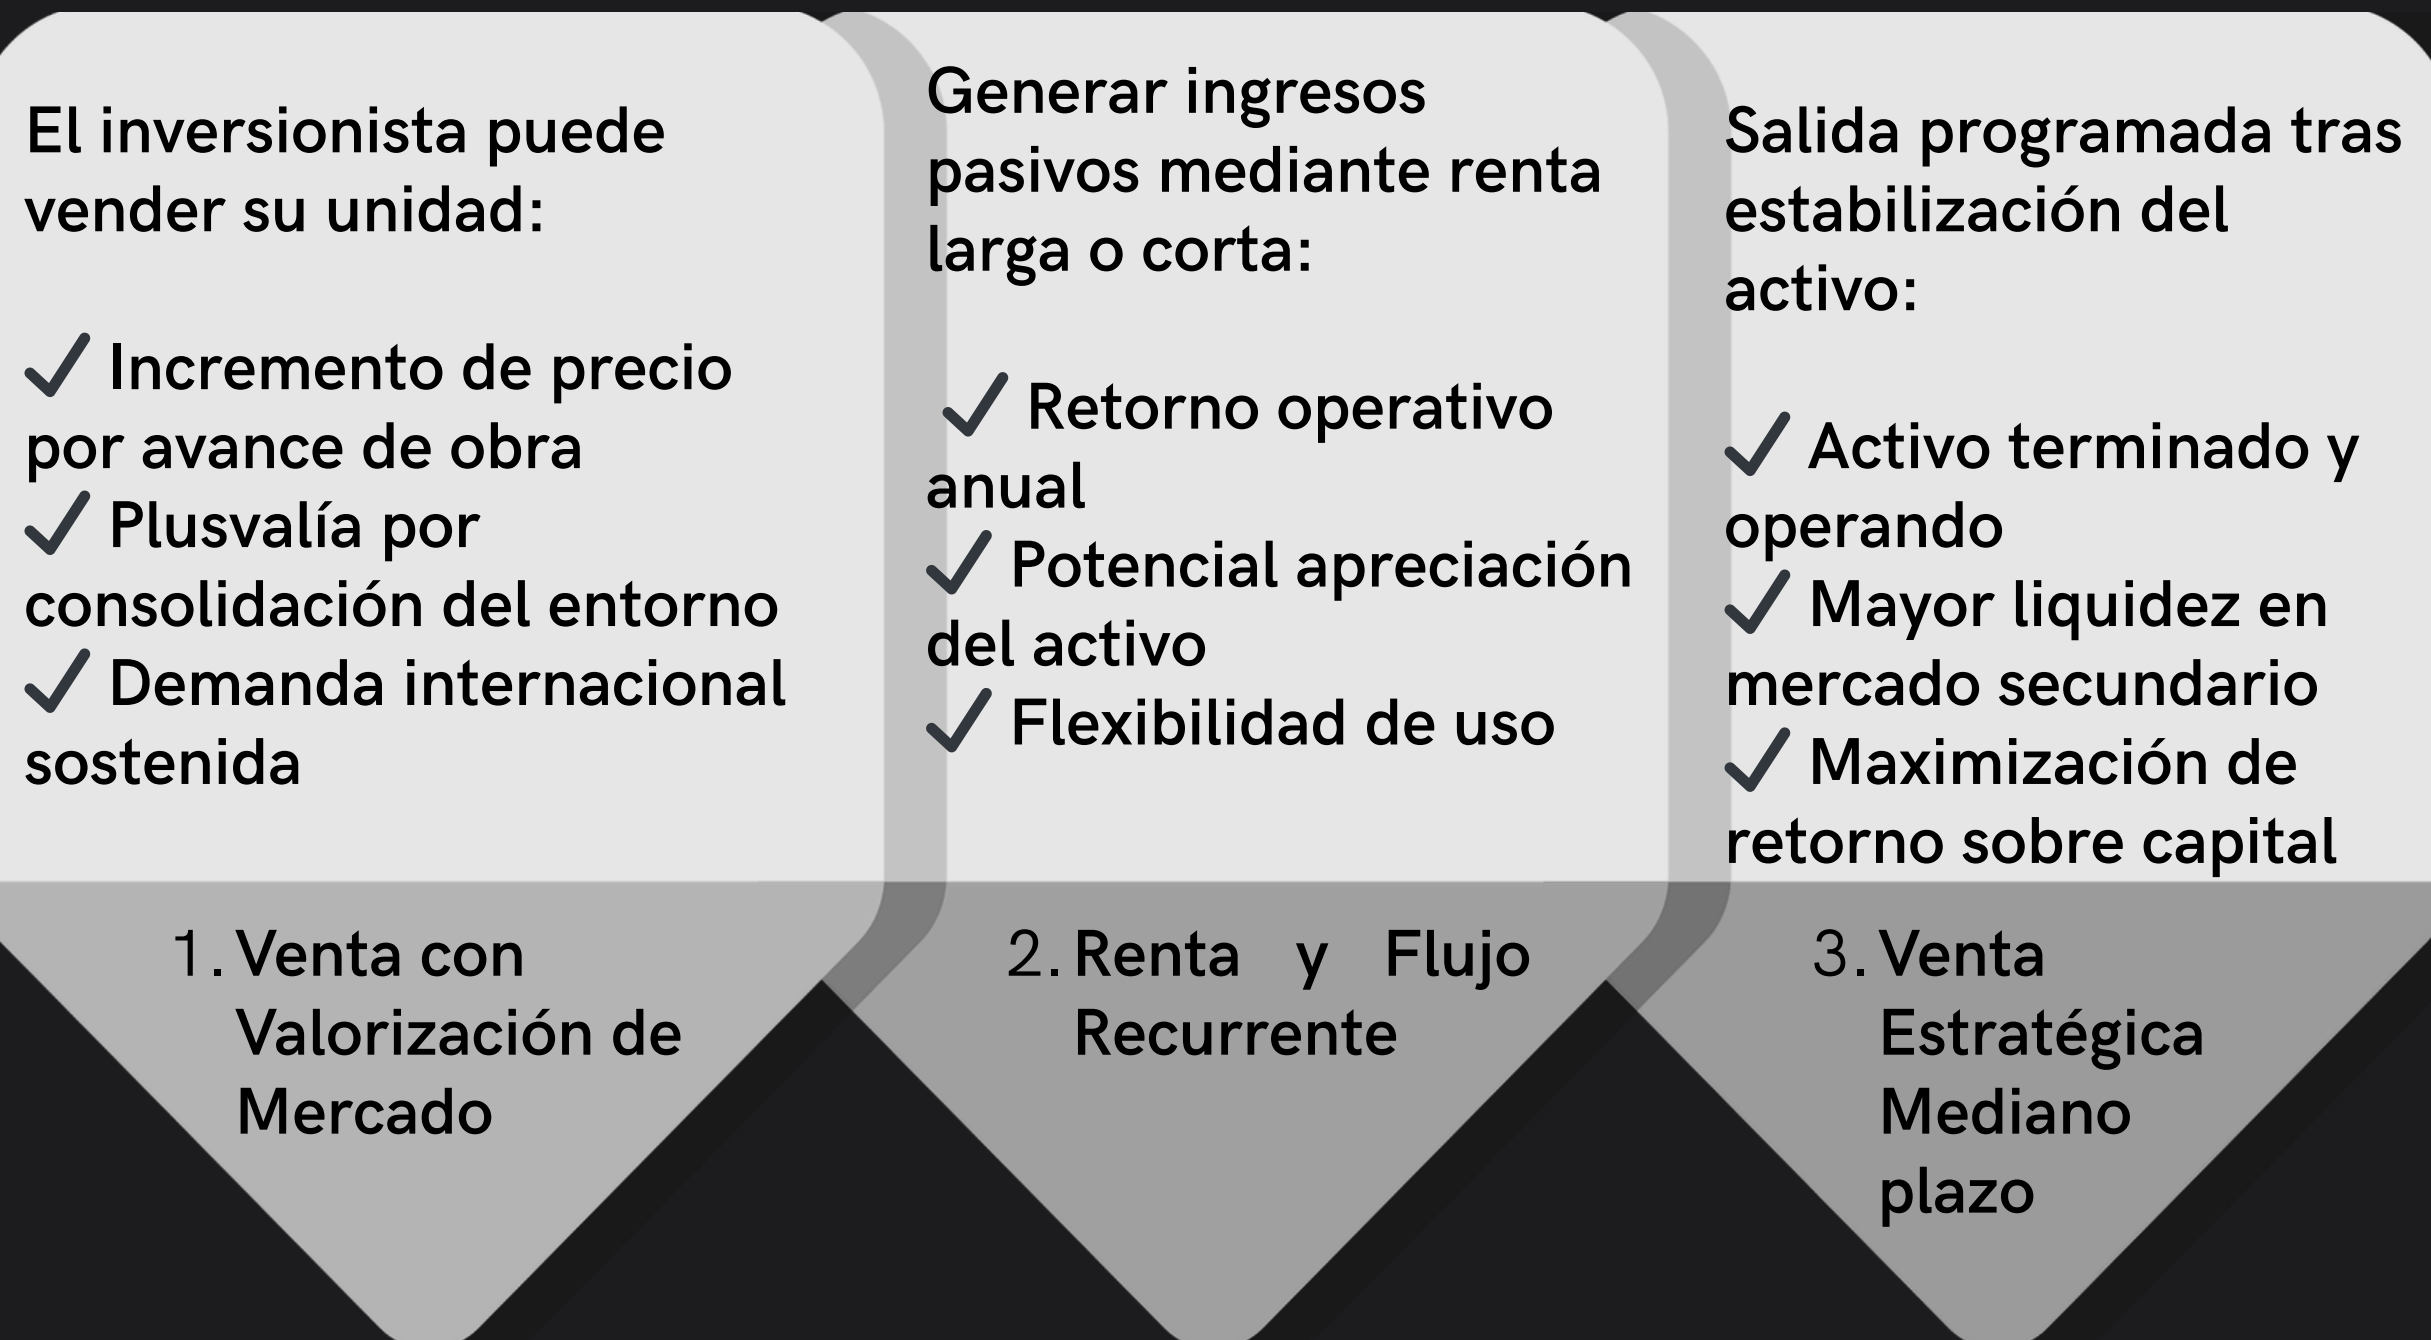 El inversionista puede
vender su unidad:
✓ Incremento de precio
por avance de obra
✓ Plusvalía por
consolidación del entorno
✓ Demanda internacional
sostenida
1. Venta con
Valorización de
Mercado
Generar ingresos
pasivos mediante renta
larga o corta:
✓ Retorno operativo
anual
✓ Potencial apreciación
del activo
✓ Flexibilidad de uso
2. Renta y Flujo
Recurrente
Salida programada tras
estabilización del
activo:
✓ Activo terminado y
operando
✓ Mayor liquidez en
mercado secundario
✓ Maximización de
retorno sobre capital
3. Venta
Estratégica
Mediano
plazo